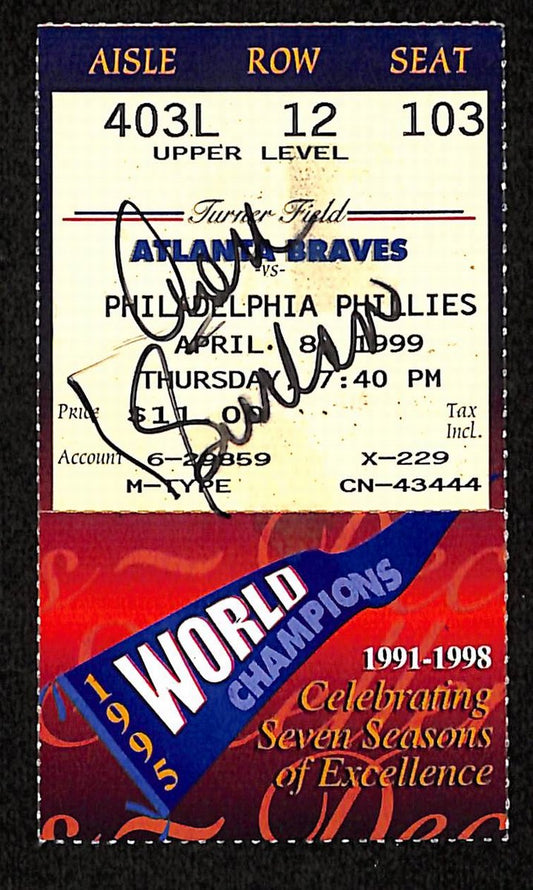 AISLE ROW SEAT
403L 12 103
UPPER LEVEL
Turner Field
ATLANTA BRAVES
-VS-
PHILADELPHIA PHILLIES
APRIL 8, 1999
THURSDAY, 7:40 PM
Price $11.00 Tax Incl.
Account 6-29859 X-229
M-TYPE CN-43444
1995 WORLD CHAMPIONS
1991-1998
Celebrating
Seven Seasons
of Excellence